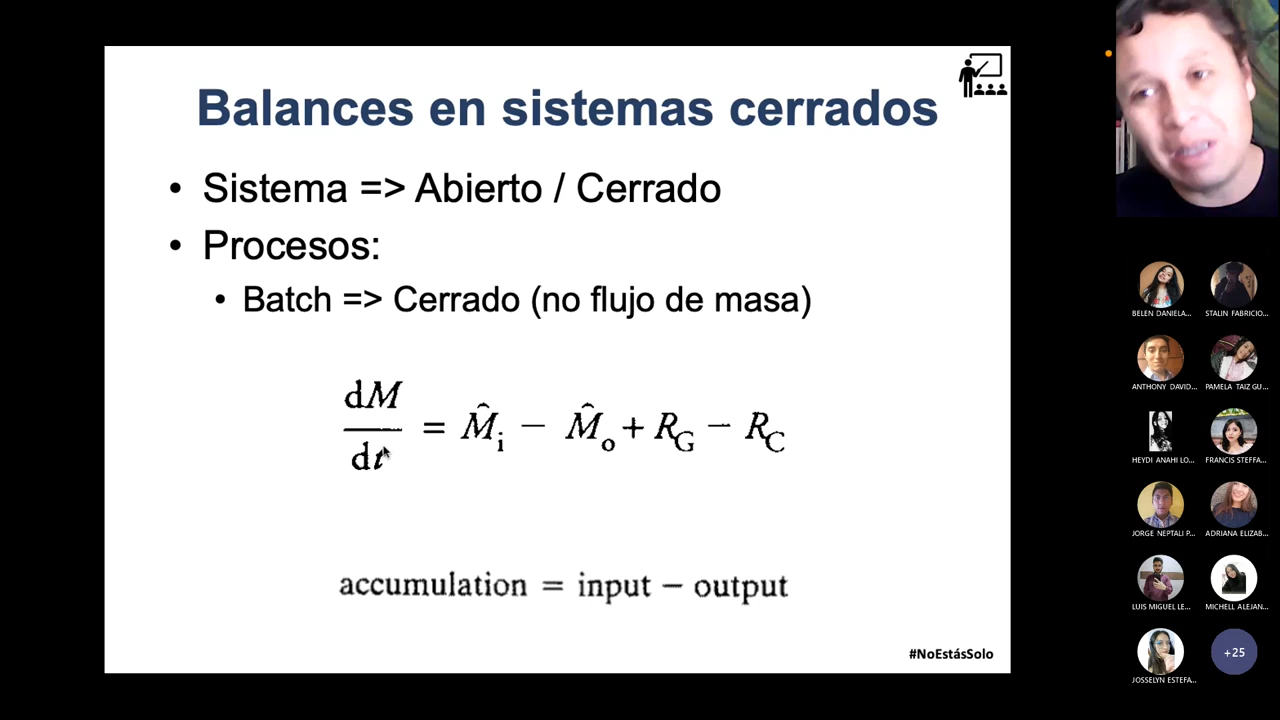 Balances en sistemas cerrados
• Sistema => Abierto / Cerrado
• Procesos:
• Batch => Cerrado (no flujo de masa)
dM/dt = M̂i − M̂o + RG − RC
accumulation = input − output
#NoEstásSolo
BELEN DANIELA...
STALIN FABRICIO...
ANTHONY DAVID...
PAMELA TAIZ GU...
HEYDI ANAHI LO...
FRANCIS STEFFA...
JORGE NEPTALI P...
ADRIANA ELIZAB...
LUIS MIGUEL LE...
MICHELL ALEJAN...
JOSSELYN ESTEFA...
+25